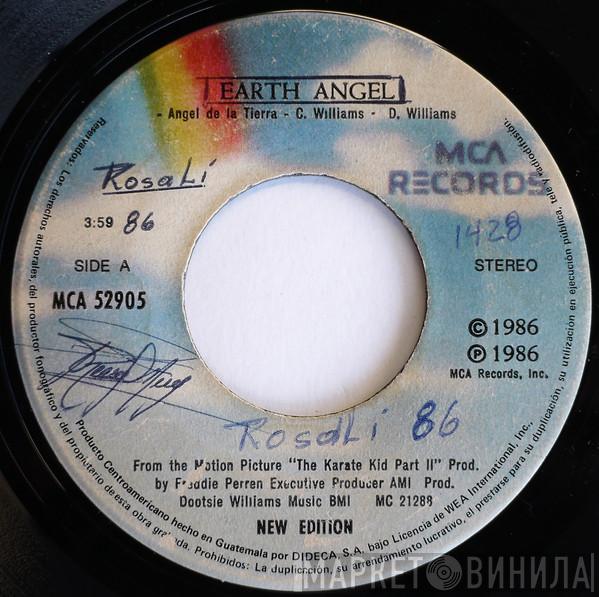 EARTH ANGEL
- Angel de la Tierra - C. Williams - D. Williams
MCA
RECORDS
RosaLi
3:59 86
1428
SIDE A
STEREO
MCA 52905
© 1986
℗ 1986
MCA Records, Inc.
RosaLi 86
From the Motion Picture "The Karate Kid Part II" Prod.
by Freddie Perren Executive Producer AMI Prod.
Dootsie Williams Music BMI MC 21288
NEW EDITION
Reservados: Los derechos autorales, del productor fonográfico y del propietario de esta obra grabada. Prohibidos: La duplicación, su arrendamiento lucrativo, el prestarse para su duplicación, su utilización en ejecución pública, tele y radiodifusión.
Producto Centroamericano hecho en Guatemala por DIDECA, S.A., bajo Licencia de WEA International, Inc.,
МАРКЕТ ВИНИЛА